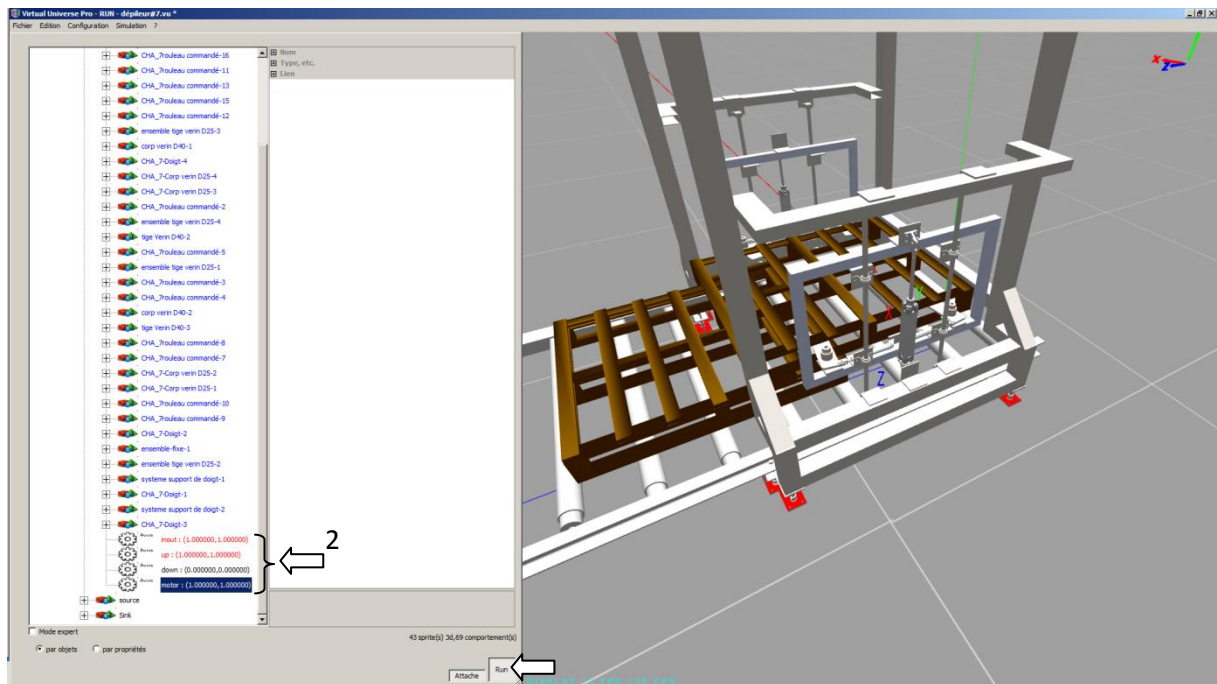 Virtual Universe Pro - RUN - dépileur#7.vu *
Fichier Edition Configuration Simulation ?
CHA_7rouleau commandé-16
CHA_7rouleau commandé-11
CHA_7rouleau commandé-13
CHA_7rouleau commandé-15
CHA_7rouleau commandé-12
ensemble tige verin D25-3
corp verin D40-1
CHA_7-Doigt-4
CHA_7-Corp verin D25-4
CHA_7-Corp verin D25-3
CHA_7rouleau commandé-2
ensemble tige verin D25-4
tige Verin D40-2
CHA_7rouleau commandé-5
ensemble tige verin D25-1
CHA_7rouleau commandé-3
CHA_7rouleau commandé-4
corp verin D40-2
tige Verin D40-3
CHA_7rouleau commandé-8
CHA_7rouleau commandé-7
CHA_7-Corp verin D25-2
CHA_7-Corp verin D25-1
CHA_7rouleau commandé-10
CHA_7rouleau commandé-9
CHA_7-Doigt-2
ensemble-fixe-1
ensemble tige verin D25-2
systeme support de doigt-1
CHA_7-Doigt-1
systeme support de doigt-2
CHA_7-Doigt-3
inout : (1.000000,1.000000)
up : (1.000000,1.000000)
down : (0.000000,0.000000)
motor : (1.000000,1.000000)
source
Sink
Nom
Type, etc.
Lien
2
Mode expert
par objets par propriétés
43 sprite(s) 3d,69 comportement(s)
Attache Run
X
Z
X
Y
Z